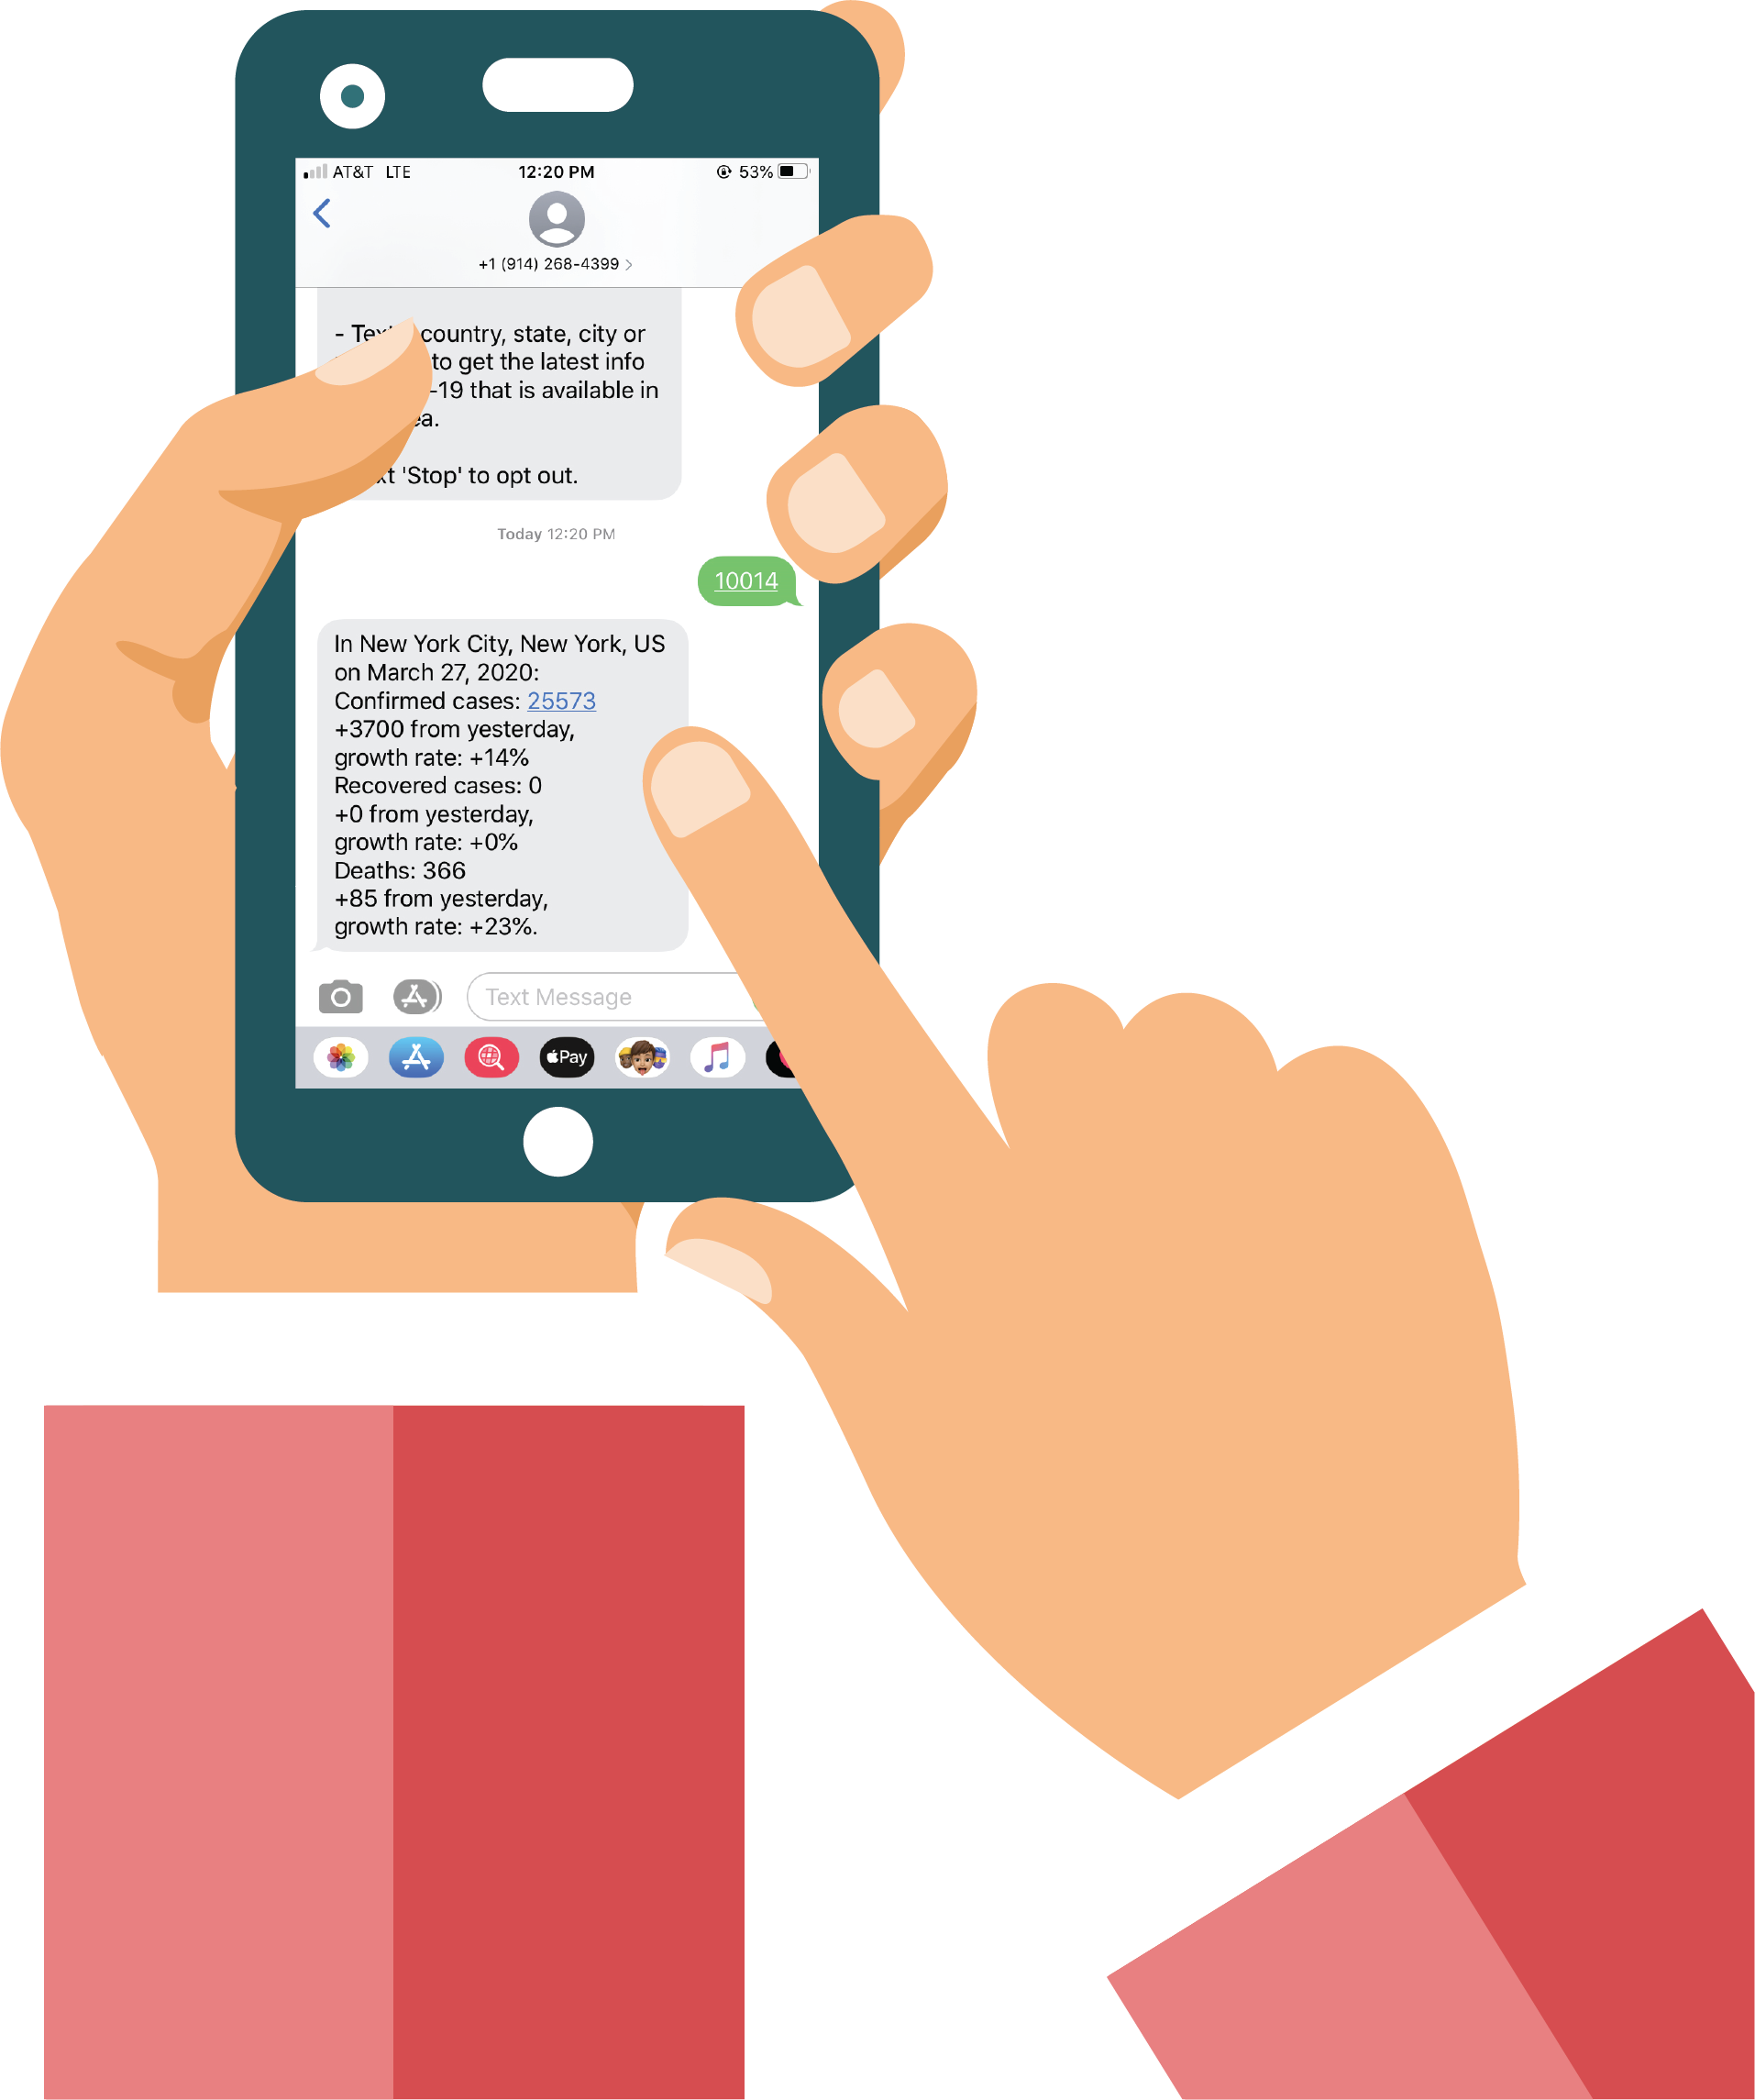 AT&T LTE 12:20 PM 53%
+1 (914) 268-4399 >
- Text country, state, city or
to get the latest info
-19 that is available in
'Stop' to opt out.
Today 12:20 PM
10014
In New York City, New York, US
on March 27, 2020:
Confirmed cases: 25573
+3700 from yesterday,
growth rate: +14%
Recovered cases: 0
+0 from yesterday,
growth rate: +0%
Deaths: 366
+85 from yesterday,
growth rate: +23%.
Text Message
Pay